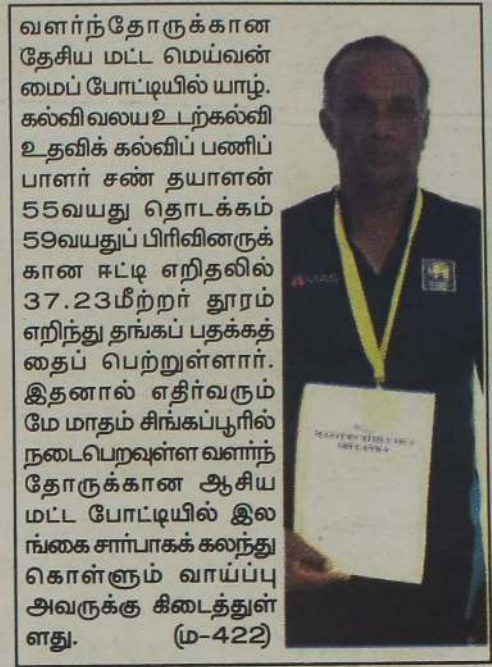 வளர்ந்தோருக்கான
தேசிய மட்ட மெய்வன்
மைப் போட்டியில் யாழ்.
கல்வி வலய உடற்கல்வி
உதவிக் கல்விப் பணிப்
பாளர் சண் தயாளன்
55வயது தொடக்கம்
59வயதுப் பிரிவினருக்
கான ஈட்டி எறிதலில்
37.23மீற்றர் தூரம்
எறிந்து தங்கப் பதக்கத்
தைப் பெற்றுள்ளார்.
இதனால் எதிர்வரும்
மே மாதம் சிங்கப்பூரில்
நடைபெறவுள்ள வளர்ந்
தோருக்கான ஆசிய
மட்ட போட்டியில் இல
ங்கை சார்பாகக் கலந்து
கொள்ளும் வாய்ப்பு
அவருக்கு கிடைத்துள்
ளது. (ம-422)